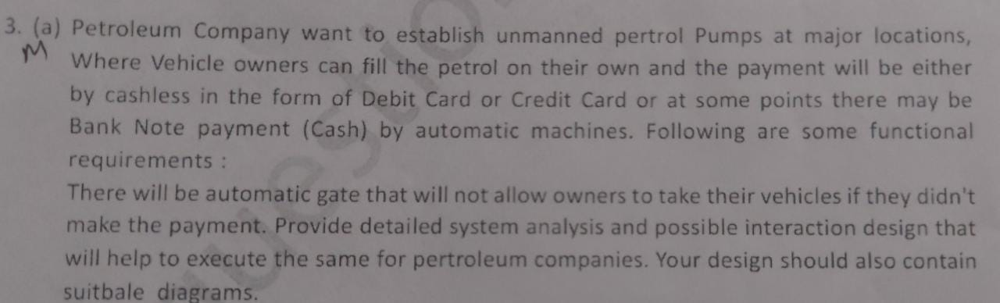 3. (a) Petroleum Company want to establish unmanned pertrol Pumps at major locations,
M Where Vehicle owners can fill the petrol on their own and the payment will be either
by cashless in the form of Debit Card or Credit Card or at some points there may be
Bank Note payment (Cash) by automatic machines. Following are some functional
requirements :
There will be automatic gate that will not allow owners to take their vehicles if they didn't
make the payment. Provide detailed system analysis and possible interaction design that
will help to execute the same for pertroleum companies. Your design should also contain
suitbale diagrams.